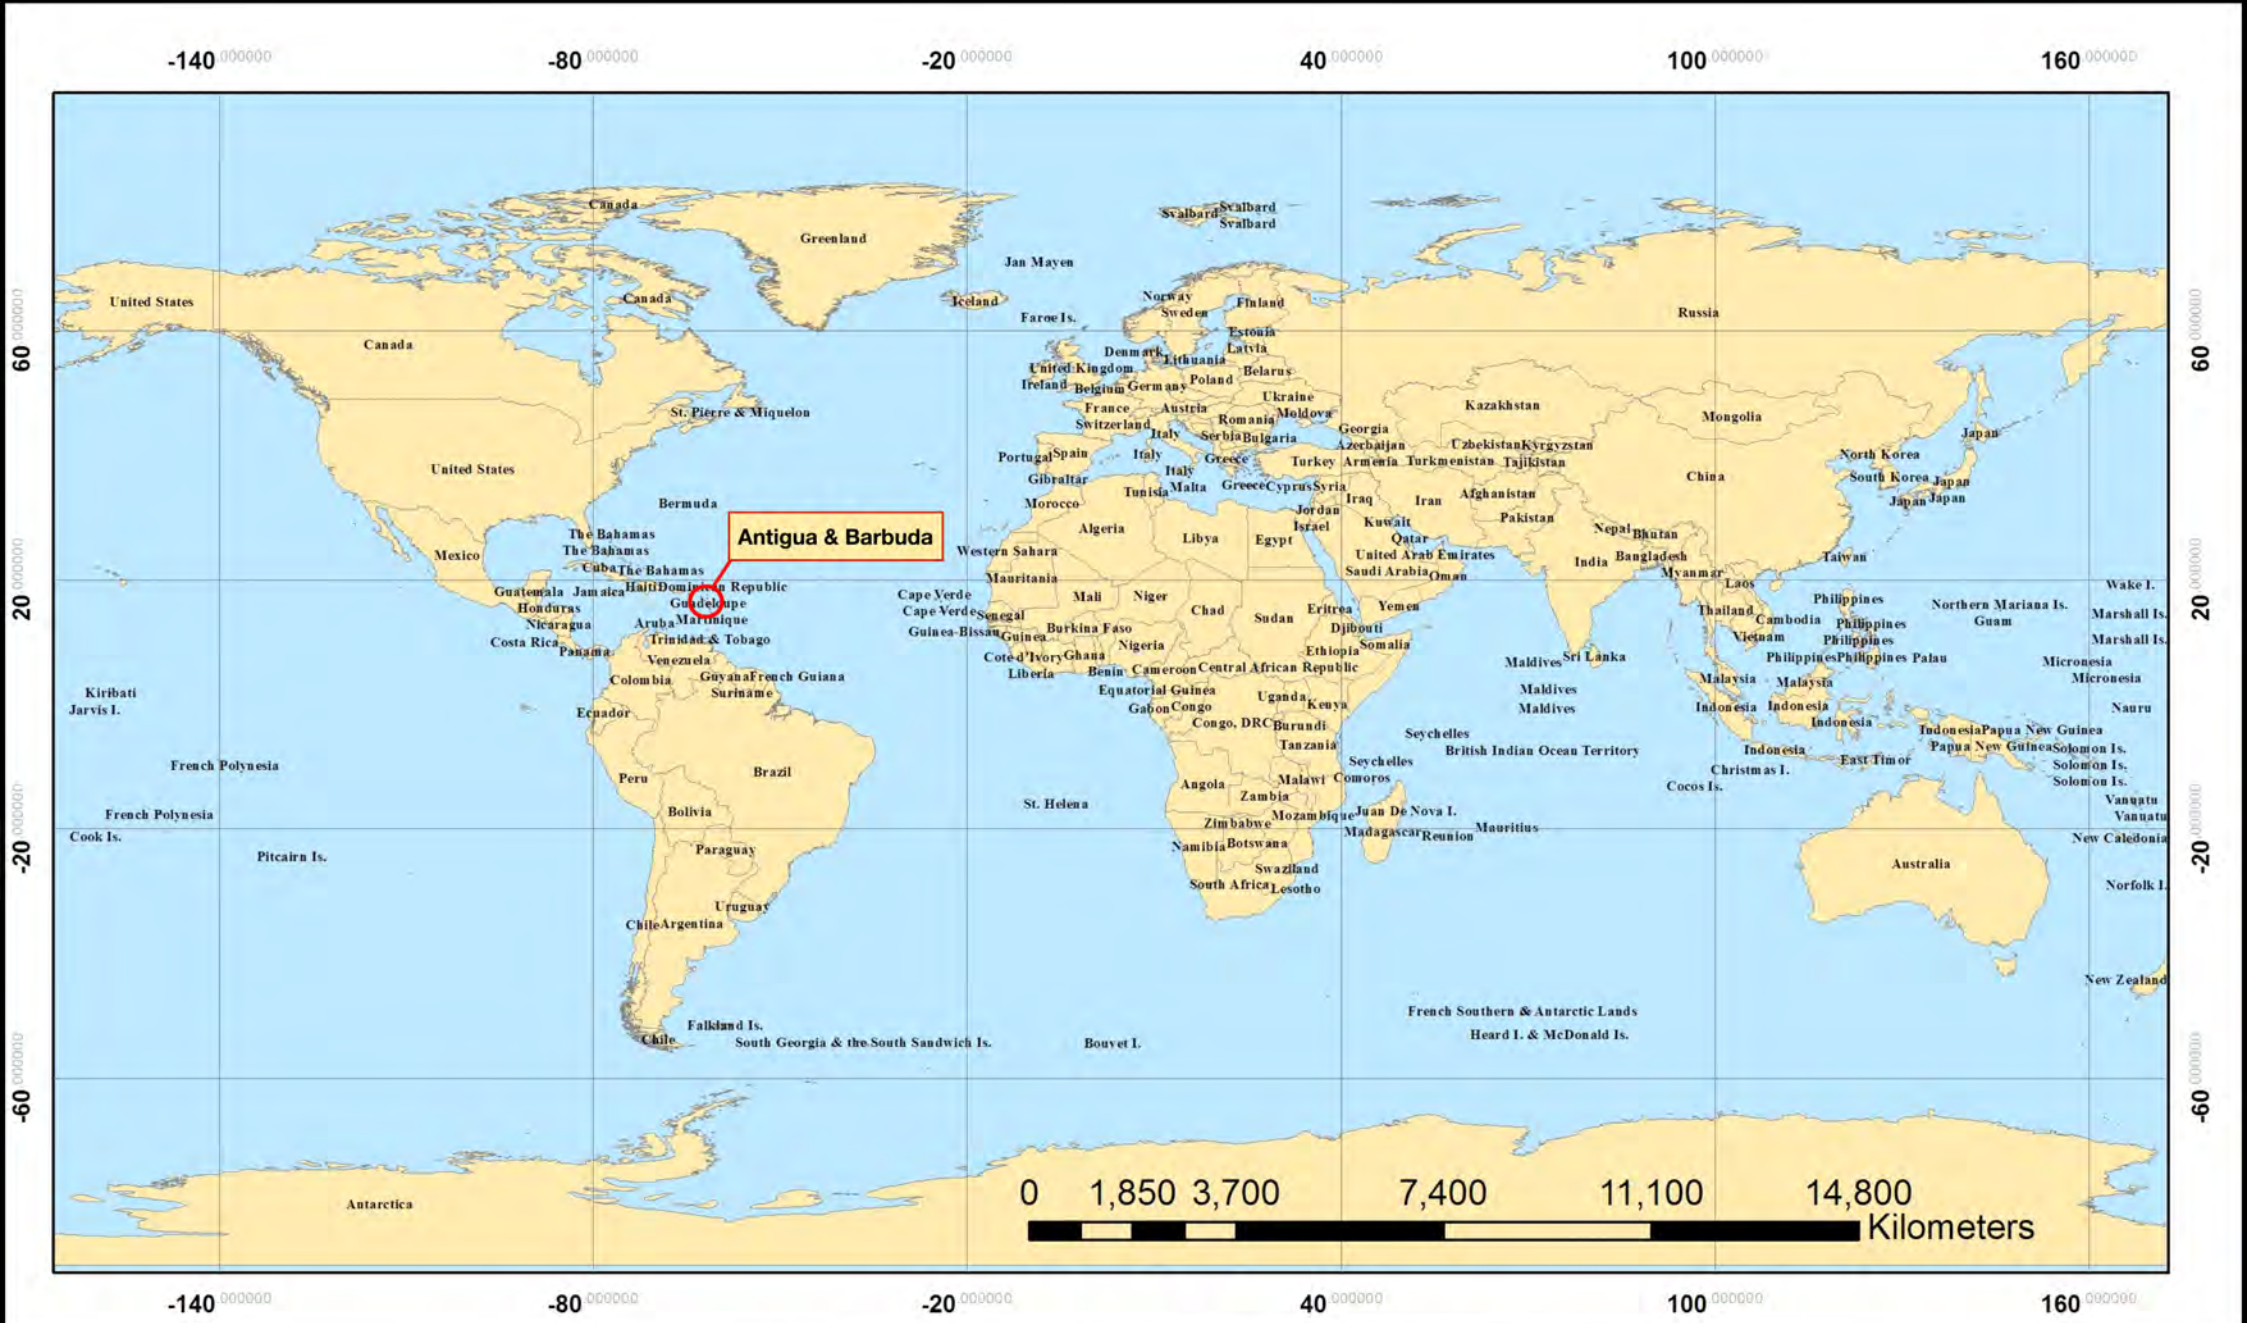 -140.000000 -80.000000 -20.000000 40.000000 100.000000 160.000000
Canada
Svalbard Svalbard
Svalbard
Greenland
Jan Mayen
United States
Canada
Iceland
Norway
Finland
Sweden
Russia
Faroe Is.
60.000000
60.000000
Estonia
Canada
Denmark
Latvia
Lithuania
United Kingdom
Belarus
Ireland
Belgium
Germany
Poland
Ukraine
Kazakhstan
St. Pierre & Miquelon
France
Austria
Romania
Moldova
Mongolia
Switzerland
Italy
Serbia
Bulgaria
Georgia
Japan
Azerbaijan
Uzbekistan
Kyrgyzstan
Portugal
Spain
Italy
Greece
Turkey
Armenia
Turkmenistan
Tajikistan
North Korea
United States
Italy
China
South Korea
Japan
Gibraltar
Tunisia
Malta
Greece
Cyprus
Syria
Afghanistan
Japan
Japan
Bermuda
Morocco
Iraq
Iran
Jordan
Pakistan
Israel
Kuwait
Antigua & Barbuda
Algeria
Libya
Egypt
Nepal
Bhutan
The Bahamas
The Bahamas
Qatar
Mexico
Western Sahara
United Arab Emirates
India
Bangladesh
Taiwan
Cuba
The Bahamas
Saudi Arabia
Oman
Myanmar
Mauritania
Laos
20.000000
20.000000
Haiti
Dominican Republic
Wake I.
Guatemala
Jamaica
Cape Verde
Mali
Niger
Philippines
Guadeloupe
Honduras
Cape Verde
Senegal
Chad
Sudan
Eritrea
Yemen
Thailand
Cambodia
Northern Mariana Is.
Guam
Marshall Is.
Nicaragua
Aruba
Martinique
Guinea-Bissau
Guinea
Burkina Faso
Djibouti
Philippines
Costa Rica
Trinidad & Tobago
Nigeria
Ethiopia
Somalia
Vietnam
Philippines
Marshall Is.
Panama
Venezuela
Cote d'Ivory
Ghana
Maldives
Sri Lanka
Philippines
Philippines
Palau
Micronesia
Liberia
Benin
Cameroon
Central African Republic
Colombia
Guyana
French Guiana
Suriname
Malaysia
Malaysia
Micronesia
Kiribati
Jarvis I.
Equatorial Guinea
Uganda
Kenya
Maldives
Maldives
Ecuador
Gabon
Congo
Indonesia
Indonesia
Nauru
Congo, DRC
Burundi
Indonesia
Seychelles
Indonesia
Papua New Guinea
Tanzania
British Indian Ocean Territory
Indonesia
Papua New Guinea
Solomon Is.
French Polynesia
Seychelles
East Timor
Solomon Is.
Peru
Brazil
Angola
Malawi
Comoros
Christmas I.
Cocos Is.
Solomon Is.
Zambia
St. Helena
Vanuatu
French Polynesia
Bolivia
Mozambique
Juan De Nova I.
Vanuatu
Zimbabwe
Cook Is.
Madagascar
Reunion
Mauritius
New Caledonia
-20.000000
-20.000000
Pitcairn Is.
Paraguay
Namibia
Botswana
Australia
Swaziland
South Africa
Lesotho
Norfolk I.
Uruguay
Chile
Argentina
New Zealand
French Southern & Antarctic Lands
Falkland Is.
Chile
South Georgia & the South Sandwich Is.
Bouvet I.
Heard I. & McDonald Is.
-60.000000
-60.000000
Antarctica
0 1,850 3,700 7,400 11,100 14,800
Kilometers
-140.000000 -80.000000 -20.000000 40.000000 100.000000 160.000000